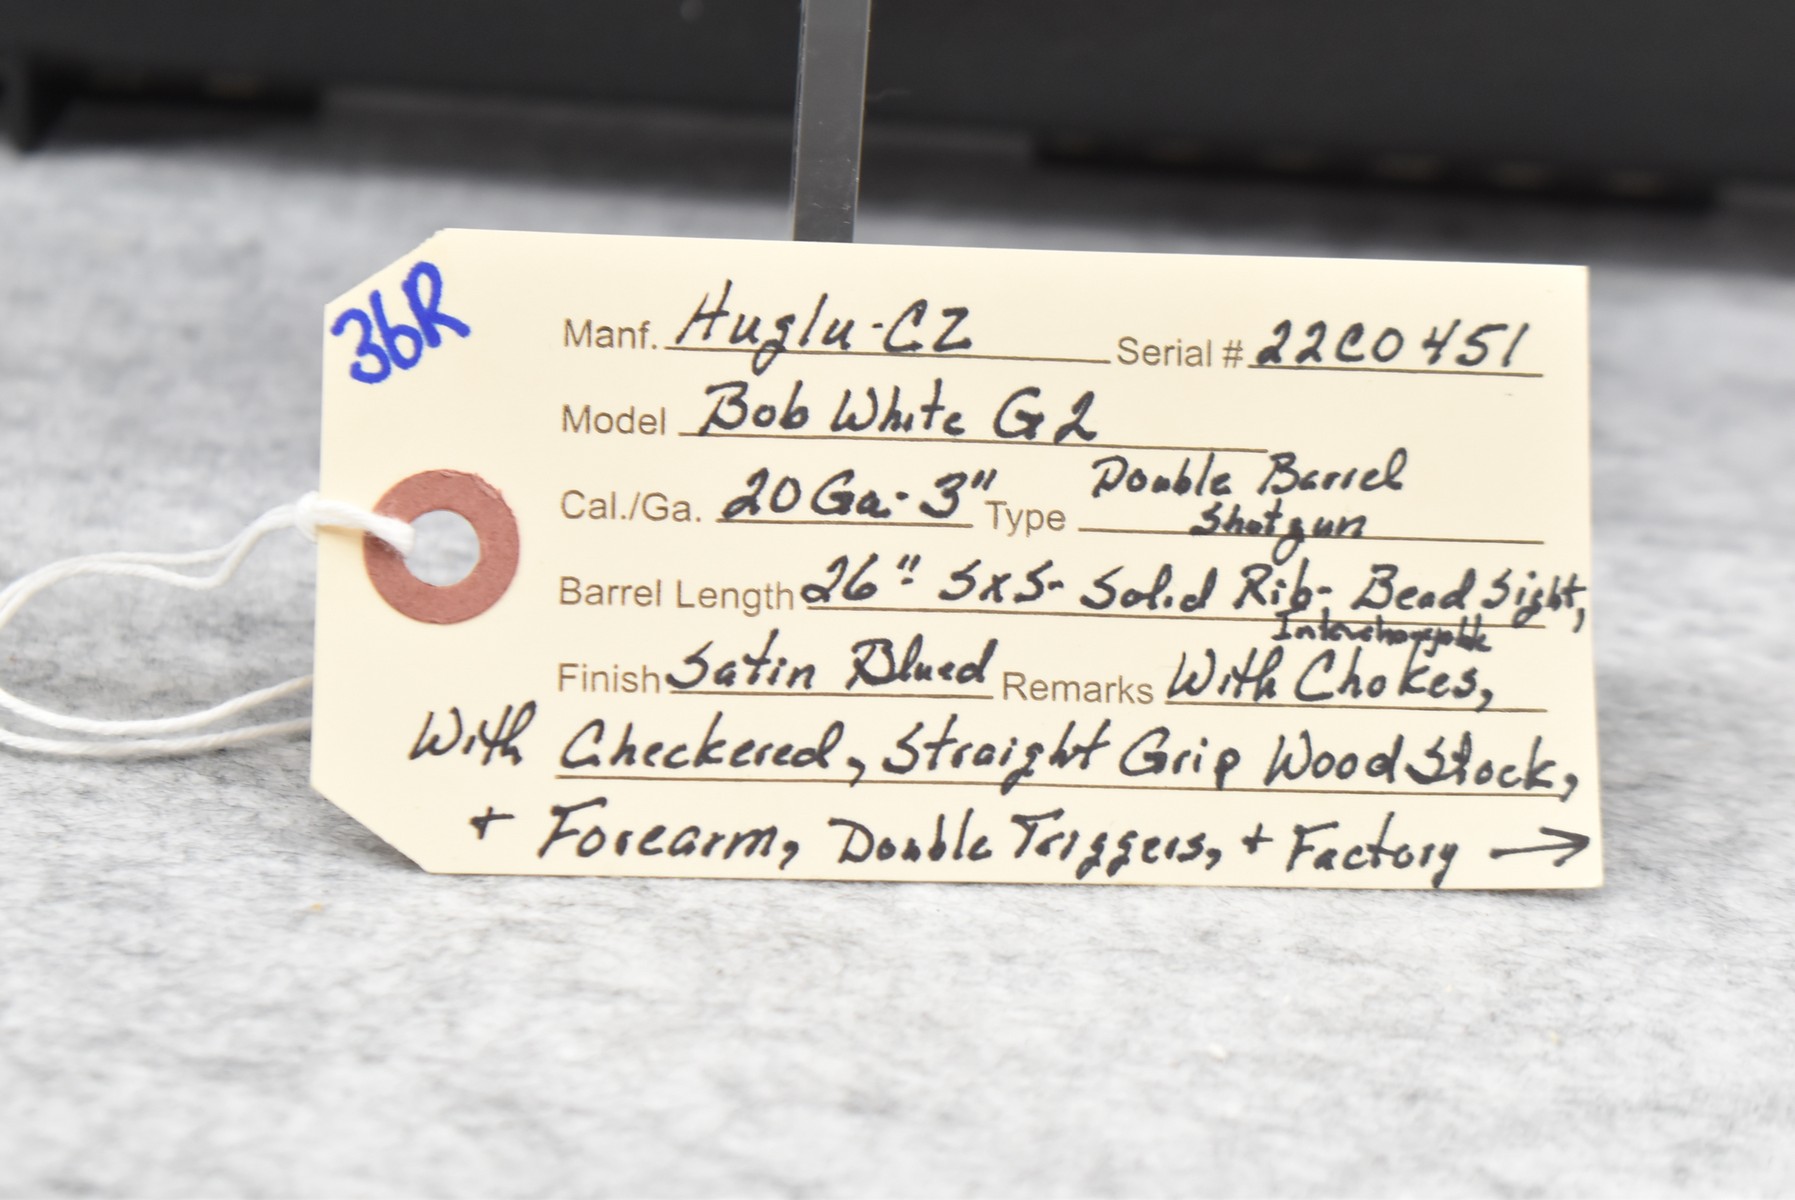 36R
Manf. Huglu-CZ Serial # 22C0451
Model Bob White G2
Cal./Ga. 20 Ga.-3" Type Double Barrel Shotgun
Barrel Length 26" SxS- Solid Rib-, Bead Sight,
Interchangeable
Finish Satin Blued Remarks With Chokes,
With Checkered, Straight Grip Wood Stock,
+ Forearm, Double Triggers, + Factory →